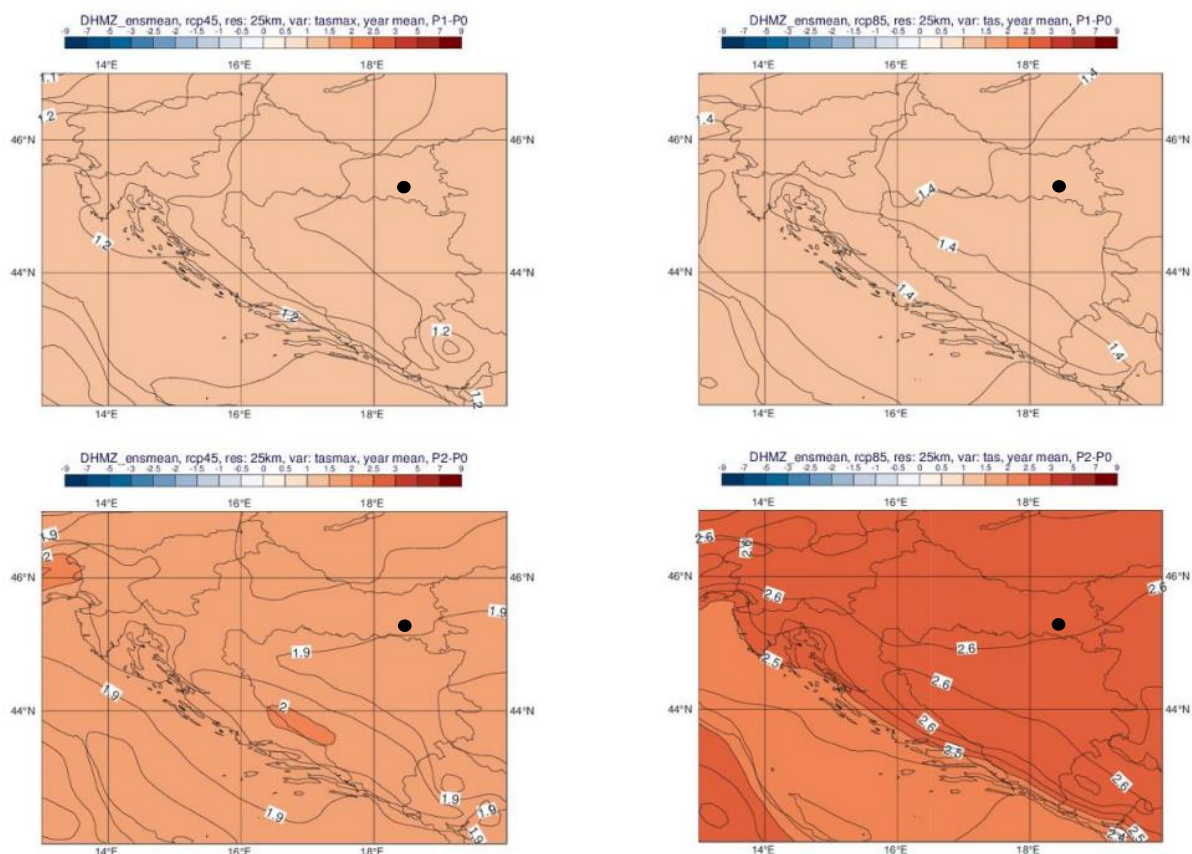 DHMZ_ensmean, rcp45, res: 25km, var: tasmax, year mean, P1-P0
-9 -7 -5 -3 -2.5 -2 -1.5 -1 -0.5 0 0.5 1 1.5 2 2.5 3 5 7 9
14°E 16°E 18°E
1.1
1.2
46°N
1.2
44°N
1.2
1.2
1.2
14°E 16°E 18°E
DHMZ_ensmean, rcp85, res: 25km, var: tas, year mean, P1-P0
-9 -7 -5 -3 -2.5 -2 -1.5 -1 -0.5 0 0.5 1 1.5 2 2.5 3 5 7 9
14°E 16°E 18°E
1.4
1.4
46°N 46°N
1.4
1.4
44°N 44°N
1.4
1.4
14°E 16°E 18°E
DHMZ_ensmean, rcp45, res: 25km, var: tasmax, year mean, P2-P0
-9 -7 -5 -3 -2.5 -2 -1.5 -1 -0.5 0 0.5 1 1.5 2 2.5 3 5 7 9
14°E 16°E 18°E
1.9 1.9
2
46°N
1.9
1.9
1.9
2
44°N
1.9
1.9
1.9
1.9
14°E 16°E 18°E
DHMZ_ensmean, rcp85, res: 25km, var: tas, year mean, P2-P0
-9 -7 -5 -3 -2.5 -2 -1.5 -1 -0.5 0 0.5 1 1.5 2 2.5 3 5 7 9
14°E 16°E 18°E
2.6 2.6
46°N 46°N
2.6 2.6
2.5 2.6
2.6
44°N 44°N
2.6
2.5
2.6
2.5
2.4
14°E 16°E 18°E